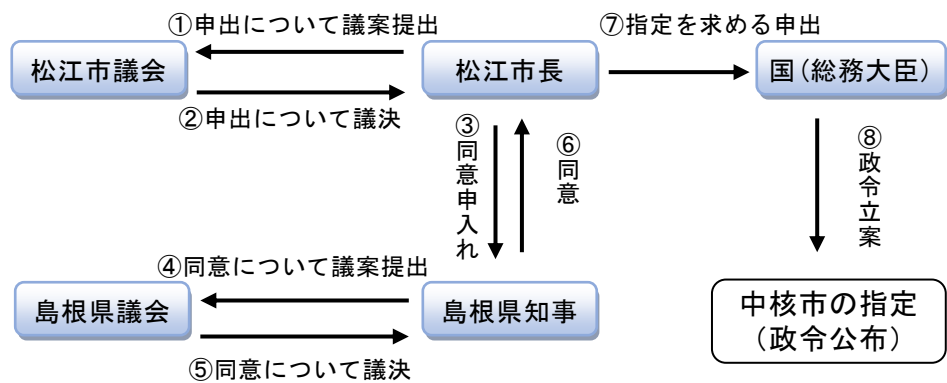 ①申出について議案提出
⑦指定を求める申出
松江市議会
松江市長
国(総務大臣)
②申出について議決
③同意申入れ
⑥同意
⑧政令立案
④同意について議案提出
島根県議会
島根県知事
中核市の指定
(政令公布)
⑤同意について議決